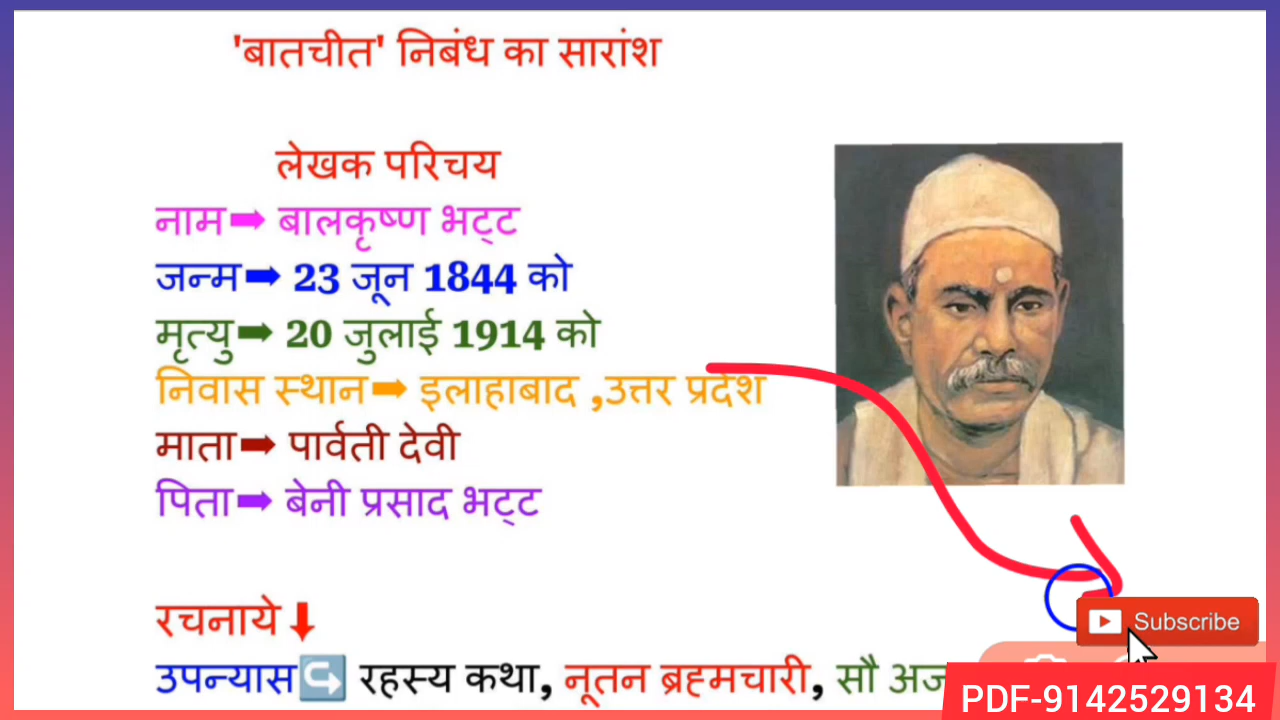 'बातचीत' निबंध का सारांश
लेखक परिचय
नाम➡ बालकृष्ण भट्ट
जन्म➡ 23 जून 1844 को
मृत्यु➡ 20 जुलाई 1914 को
निवास स्थान➡ इलाहाबाद ,उत्तर प्रदेश
माता➡ पार्वती देवी
पिता➡ बेनी प्रसाद भट्ट
रचनाये⬇
उपन्यास↪ रहस्य कथा, नूतन ब्रह्मचारी, सौ
Subscribe
PDF-9142529134